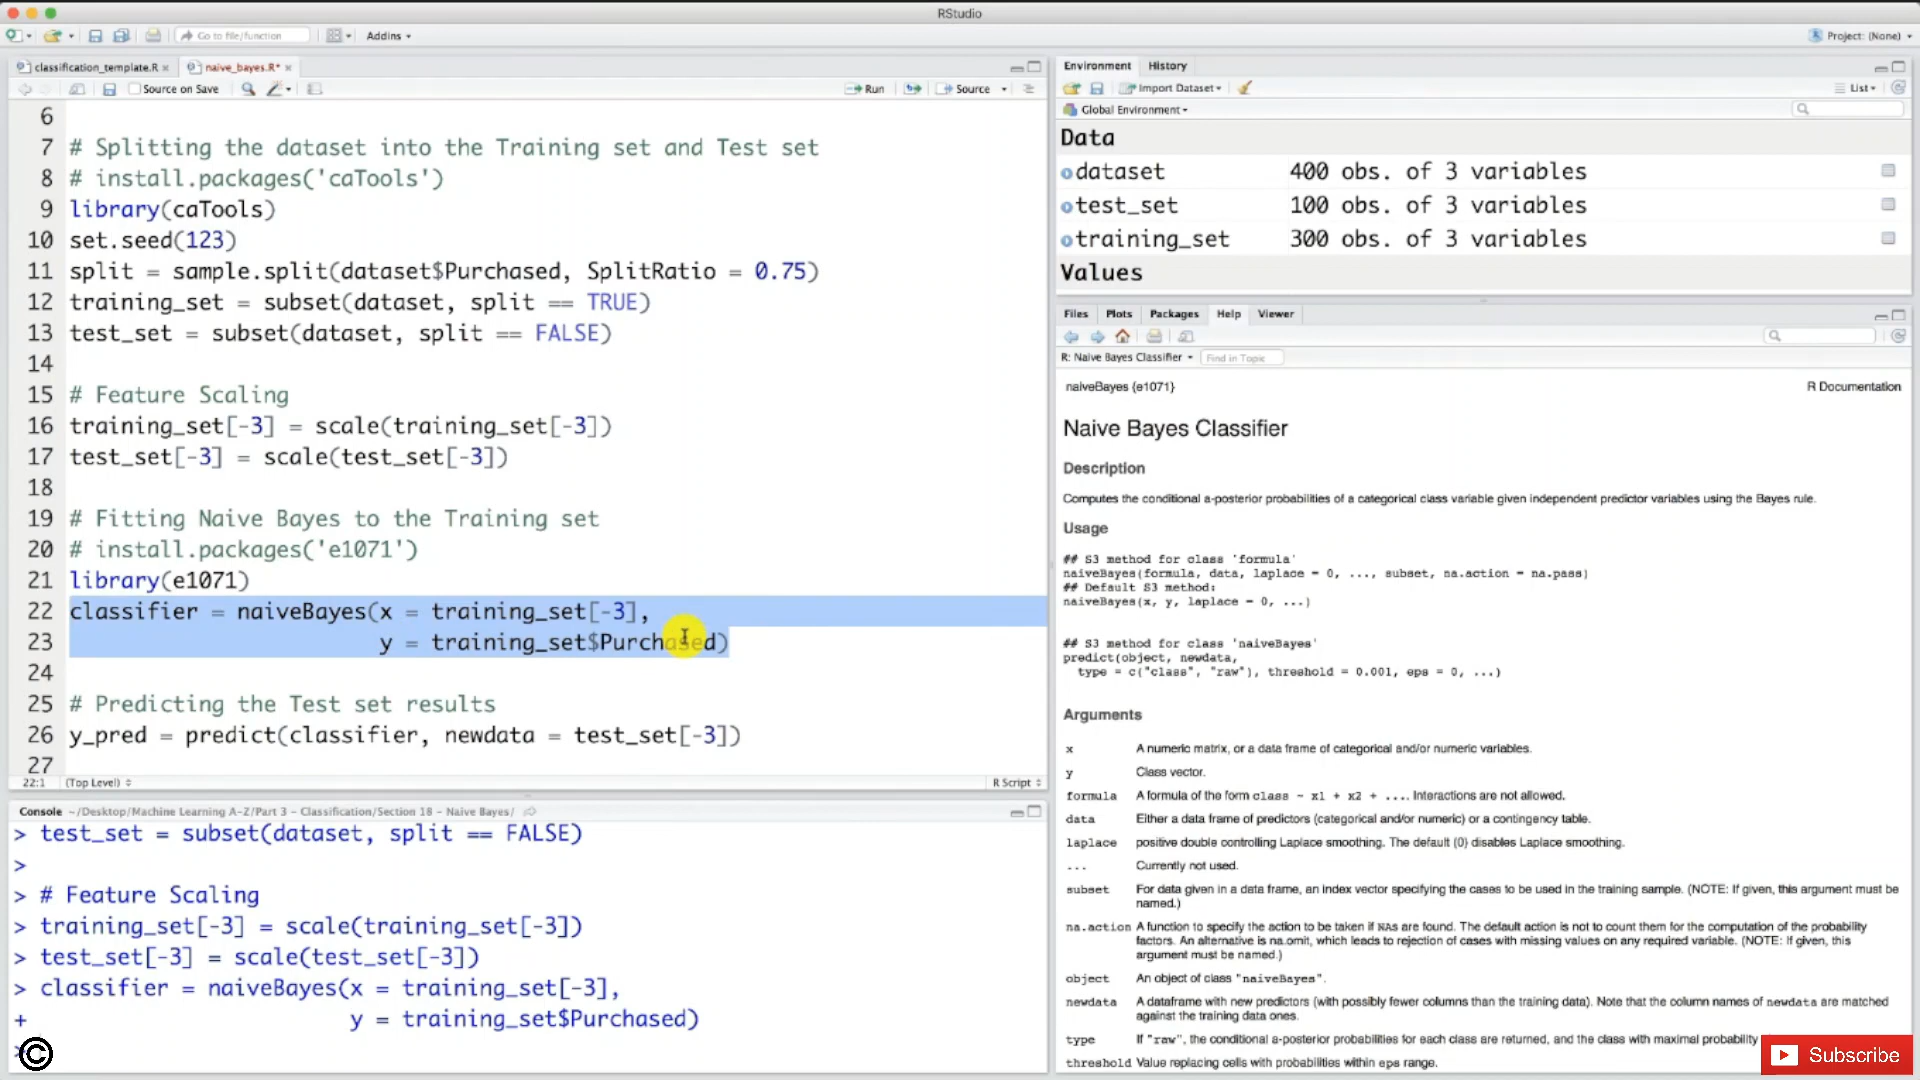 RStudio
Go to file/function
Addins
Project: (None)
classification_template.R
naive_bayes.R*
Source on Save
Run
Source
6
7 # Splitting the dataset into the Training set and Test set
8 # install.packages('caTools')
9 library(caTools)
10 set.seed(123)
11 split = sample.split(dataset$Purchased, SplitRatio = 0.75)
12 training_set = subset(dataset, split == TRUE)
13 test_set = subset(dataset, split == FALSE)
14
15 # Feature Scaling
16 training_set[-3] = scale(training_set[-3])
17 test_set[-3] = scale(test_set[-3])
18
19 # Fitting Naive Bayes to the Training set
20 # install.packages('e1071')
21 library(e1071)
22 classifier = naiveBayes(x = training_set[-3],
23 y = training_set$Purchased)
24
25 # Predicting the Test set results
26 y_pred = predict(classifier, newdata = test_set[-3])
27
22:1 (Top Level) R Script
Console ~/Desktop/Machine Learning A-Z/Part 3 - Classification/Section 18 - Naive Bayes/
> test_set = subset(dataset, split == FALSE)
>
> # Feature Scaling
> training_set[-3] = scale(training_set[-3])
> test_set[-3] = scale(test_set[-3])
> classifier = naiveBayes(x = training_set[-3],
+ y = training_set$Purchased)
>
©
Environment History
Import Dataset List
Global Environment
Data
dataset 400 obs. of 3 variables
test_set 100 obs. of 3 variables
training_set 300 obs. of 3 variables
Values
Files Plots Packages Help Viewer
R: Naive Bayes Classifier Find in Topic
naiveBayes {e1071} R Documentation
Naive Bayes Classifier
Description
Computes the conditional a-posterior probabilities of a categorical class variable given independent predictor variables using the Bayes rule.
Usage
## S3 method for class 'formula'
naiveBayes(formula, data, laplace = 0, ..., subset, na.action = na.pass)
## Default S3 method:
naiveBayes(x, y, laplace = 0, ...)
## S3 method for class 'naiveBayes'
predict(object, newdata,
type = c("class", "raw"), threshold = 0.001, eps = 0, ...)
Arguments
x A numeric matrix, or a data frame of categorical and/or numeric variables.
y Class vector.
formula A formula of the form class ~ x1 + x2 + .... Interactions are not allowed.
data Either a data frame of predictors (categorical and/or numeric) or a contingency table.
laplace positive double controlling Laplace smoothing. The default (0) disables Laplace smoothing.
... Currently not used.
subset For data given in a data frame, an index vector specifying the cases to be used in the training sample. (NOTE: If given, this argument must be
named.)
na.action A function to specify the action to be taken if NAs are found. The default action is not to count them for the computation of the probability
factors. An alternative is na.omit, which leads to rejection of cases with missing values on any required variable. (NOTE: If given, this
argument must be named.)
object An object of class "naiveBayes".
newdata A dataframe with new predictors (with possibly fewer columns than the training data). Note that the column names of newdata are matched
against the training data ones.
type If "raw", the conditional a-posterior probabilities for each class are returned, and the class with maximal probability
threshold Value replacing cells with probabilities within eps range.
Subscribe